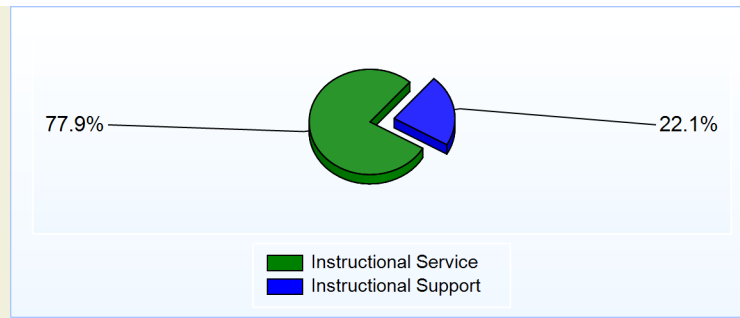 77.9%
22.1%
Instructional Service
Instructional Support